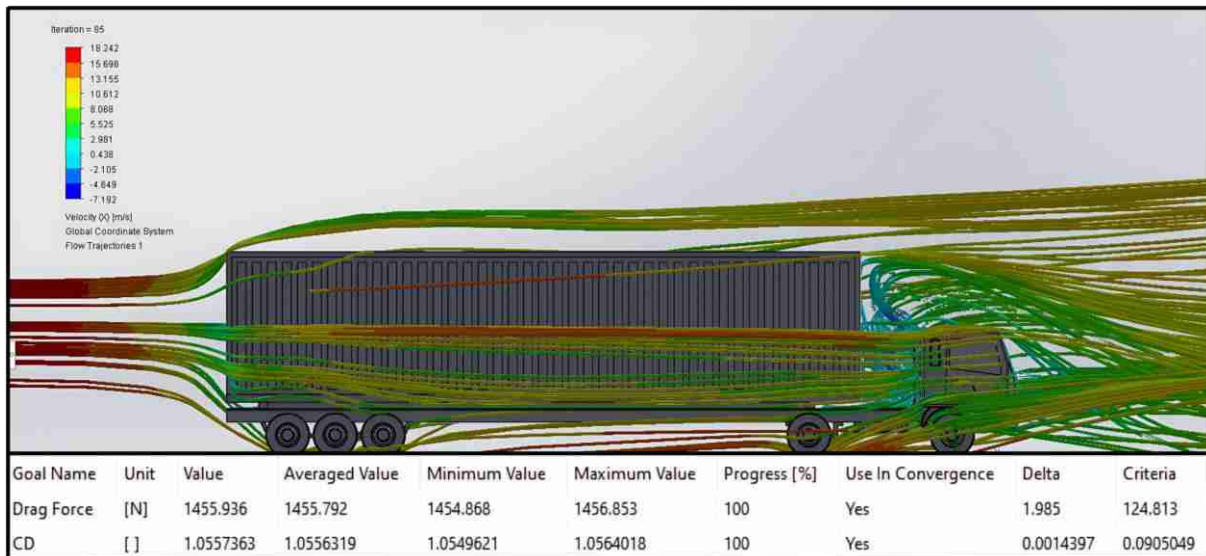 Iteration = 85
18.242
15.698
13.155
10.612
8.068
5.525
2.981
0.438
-2.105
-4.649
-7.192
Velocity (X) [m/s]
Global Coordinate System
Flow Trajectories 1
Goal Name Unit Value Averaged Value Minimum Value Maximum Value Progress [%] Use In Convergence Delta Criteria
Drag Force [N] 1455.936 1455.792 1454.868 1456.853 100 Yes 1.985 124.813
CD [ ] 1.0557363 1.0556319 1.0549621 1.0564018 100 Yes 0.0014397 0.0905049